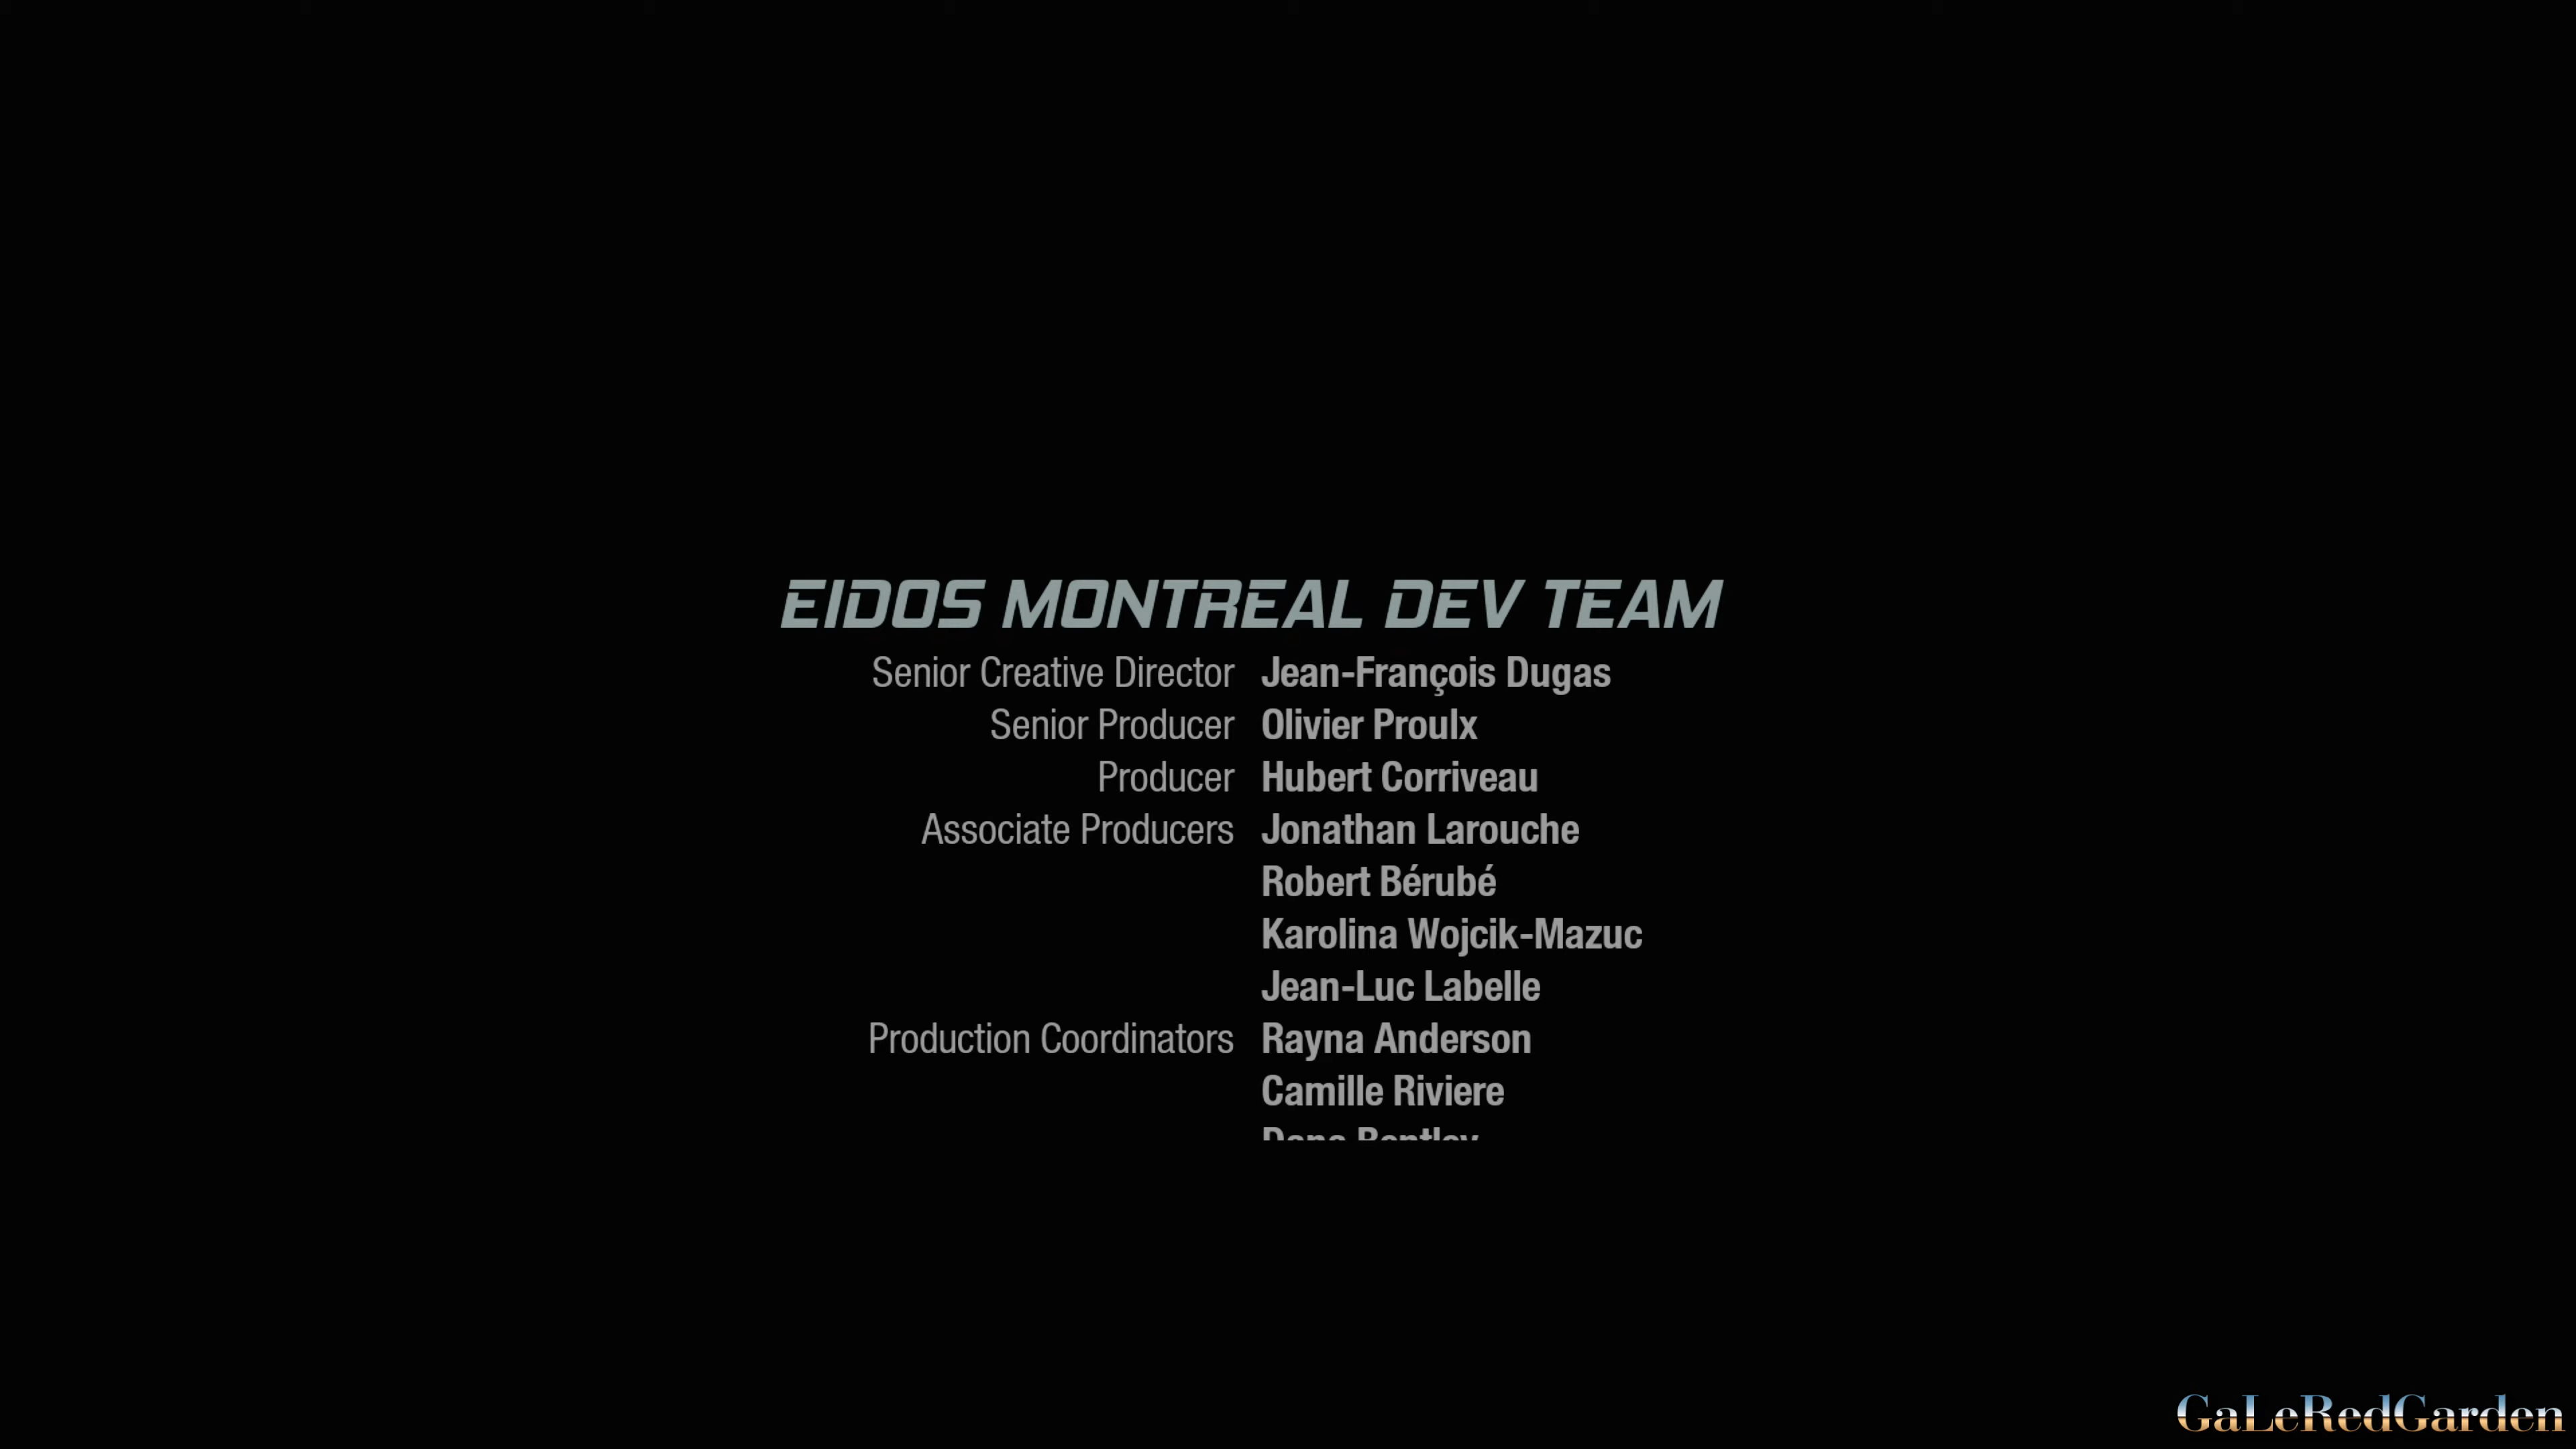 EIDOS MONTREAL DEV TEAM
Senior Creative Director Jean-François Dugas
Senior Producer Olivier Proulx
Producer Hubert Corriveau
Associate Producers Jonathan Larouche
Robert Bérubé
Karolina Wojcik-Mazuc
Jean-Luc Labelle
Production Coordinators Rayna Anderson
Camille Riviere
GaLeRedGarden